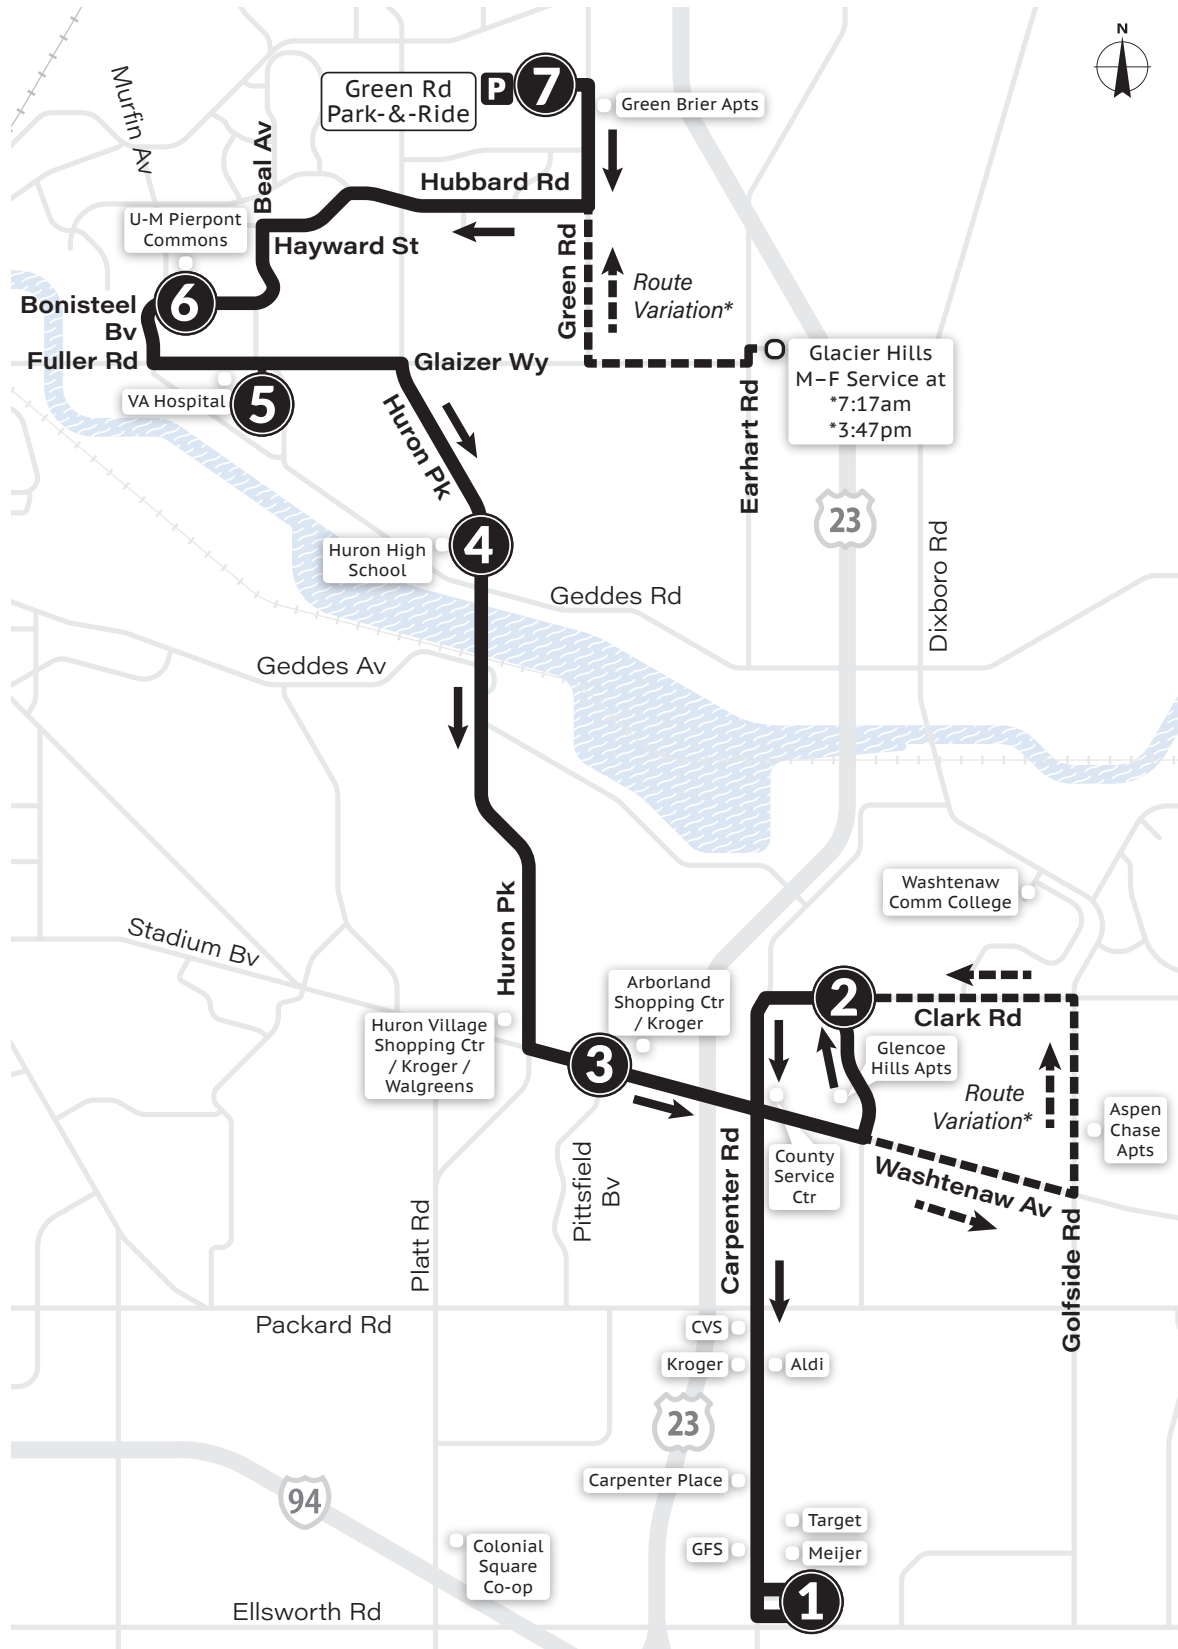 N
Murfin Av
Green Rd
Park-&-Ride
P
7
Green Brier Apts
Beal Av
Hubbard Rd
U-M Pierpont
Commons
Hayward St
Green Rd
Route
Variation*
6
Bonisteel
Bv
Fuller Rd
Glaizer Wy
Glacier Hills
M–F Service at
*7:17am
*3:47pm
VA Hospital
5
Huron Pk
Earhart Rd
23
4
Huron High
School
Dixboro Rd
Geddes Rd
Geddes Av
Washtenaw
Comm College
Stadium Bv
Huron Pk
Arborland
Shopping Ctr
/ Kroger
2
Clark Rd
Huron Village
Shopping Ctr
/ Kroger /
Walgreens
3
Glencoe
Hills Apts
Route
Variation*
Aspen
Chase
Apts
Carpenter Rd
County
Service
Ctr
Washtenaw Av
Pittsfield
Bv
Platt Rd
Golfside Rd
Packard Rd
CVS
Kroger
Aldi
23
Carpenter Place
94
Target
GFS
Meijer
Colonial
Square
Co-op
1
Ellsworth Rd